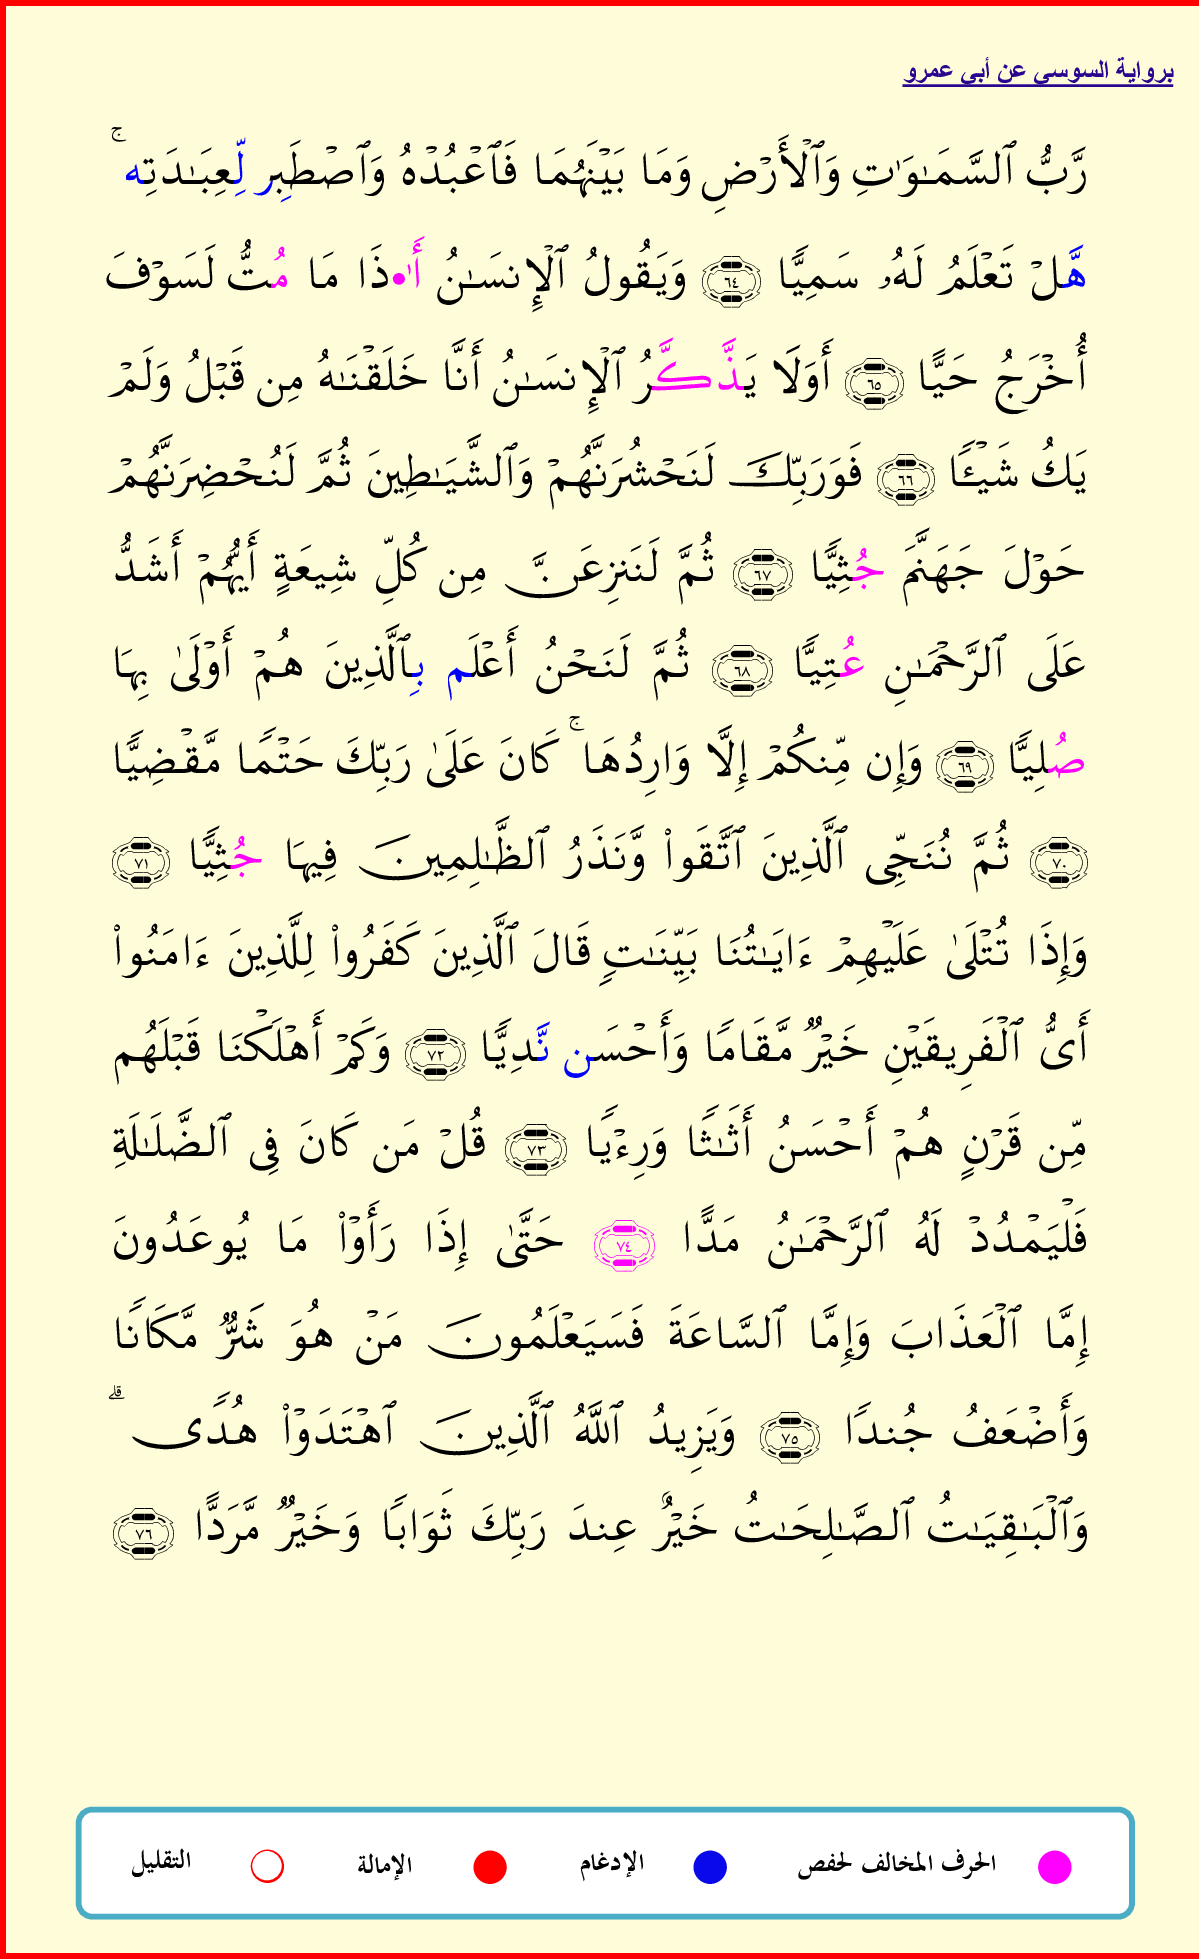 برواية السوسي عن أبي عمرو
رَّبُّ ٱلسَّمَـٰوَٰتِ وَٱلْأَرْضِ وَمَا بَيْنَهُمَا فَٱعْبُدْهُ وَٱصْطَبِر لِّعِبَـٰدَتِه ۚ
هَّلْ تَعْلَمُ لَهُۥ سَمِيًّا ٦٤ وَيَقُولُ ٱلْإِنسَـٰنُ أَا۬ذَا مَا مُتُّ لَسَوْفَ
أُخْرَجُ حَيًّا ٦٥ أَوَلَا يَذَّكَّرُ ٱلْإِنسَـٰنُ أَنَّا خَلَقْنَـٰهُ مِن قَبْلُ وَلَمْ
يَكُ شَيْـًٔا ٦٦ فَوَرَبِّكَ لَنَحْشُرَنَّهُمْ وَٱلشَّيَـٰطِينَ ثُمَّ لَنُحْضِرَنَّهُمْ
حَوْلَ جَهَنَّمَ جُثِيًّا ٦٧ ثُمَّ لَنَنزِعَنَّ مِن كُلِّ شِيعَةٍ أَيُّهُمْ أَشَدُّ
عَلَى ٱلرَّحْمَـٰنِ عُتِيًّا ٦٨ ثُمَّ لَنَحْنُ أَعْلَم بِٱلَّذِينَ هُمْ أَوْلَىٰ بِهَا
صُلِيًّا ٦٩ وَإِن مِّنكُمْ إِلَّا وَارِدُهَا ۚ كَانَ عَلَىٰ رَبِّكَ حَتْمًا مَّقْضِيًّا
٧٠ ثُمَّ نُنَجِّى ٱلَّذِينَ ٱتَّقَوا۟ وَّنَذَرُ ٱلظَّـٰلِمِينَ فِيهَا جُثِيًّا ٧١
وَإِذَا تُتْلَىٰ عَلَيْهِمْ ءَايَـٰتُنَا بَيِّنَـٰتٍ قَالَ ٱلَّذِينَ كَفَرُوا۟ لِلَّذِينَ ءَامَنُوا۟
أَىُّ ٱلْفَرِيقَيْنِ خَيْرٌ مَّقَامًا وَأَحْسَن نَّدِيًّا ٧٢ وَكَمْ أَهْلَكْنَا قَبْلَهُم
مِّن قَرْنٍ هُمْ أَحْسَنُ أَثَـٰثًا وَرِءْيًا ٧٣ قُلْ مَن كَانَ فِى ٱلضَّلَـٰلَةِ
فَلْيَمْدُدْ لَهُ ٱلرَّحْمَـٰنُ مَدًّا ٧٤ حَتَّىٰ إِذَا رَأَوْا۟ مَا يُوعَدُونَ
إِمَّا ٱلْعَذَابَ وَإِمَّا ٱلسَّاعَةَ فَسَيَعْلَمُونَ مَنْ هُوَ شَرٌّ مَّكَانًا
وَأَضْعَفُ جُندًا ٧٥ وَيَزِيدُ ٱللَّهُ ٱلَّذِينَ ٱهْتَدَوْا۟ هُدًى ۗ
وَٱلْبَـٰقِيَـٰتُ ٱلصَّـٰلِحَـٰتُ خَيْرٌ عِندَ رَبِّكَ ثَوَابًا وَخَيْرٌ مَّرَدًّا ٧٦
الحرف المخالف لحفص الإدغام الإمالة التقليل